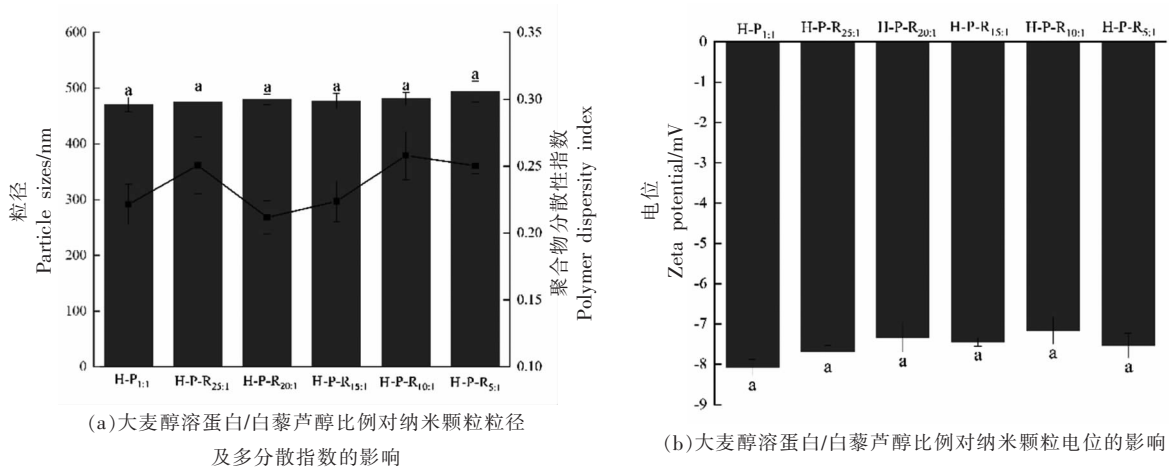 600
500
400
300
200
100
0
粒径
Particle sizes/nm
a a a a a a
0.35
0.30
0.25
0.20
0.15
0.10
聚合物分散性指数
Polymer dispersity index
H-P1:1 H-P-R25:1 H-P-R20:1 H-P-R15:1 H-P-R10:1 H-P-R5:1
(a)大麦醇溶蛋白/白藜芦醇比例对纳米颗粒粒径
及多分散指数的影响
H-P1:1 H-P-R25:1 H-P-R20:1 H-P-R15:1 H-P-R10:1 H-P-R5:1
0
-1
-2
-3
-4
-5
-6
-7
-8
-9
电位
Zeta potential/mV
a a a a a a
(b)大麦醇溶蛋白/白藜芦醇比例对纳米颗粒电位的影响